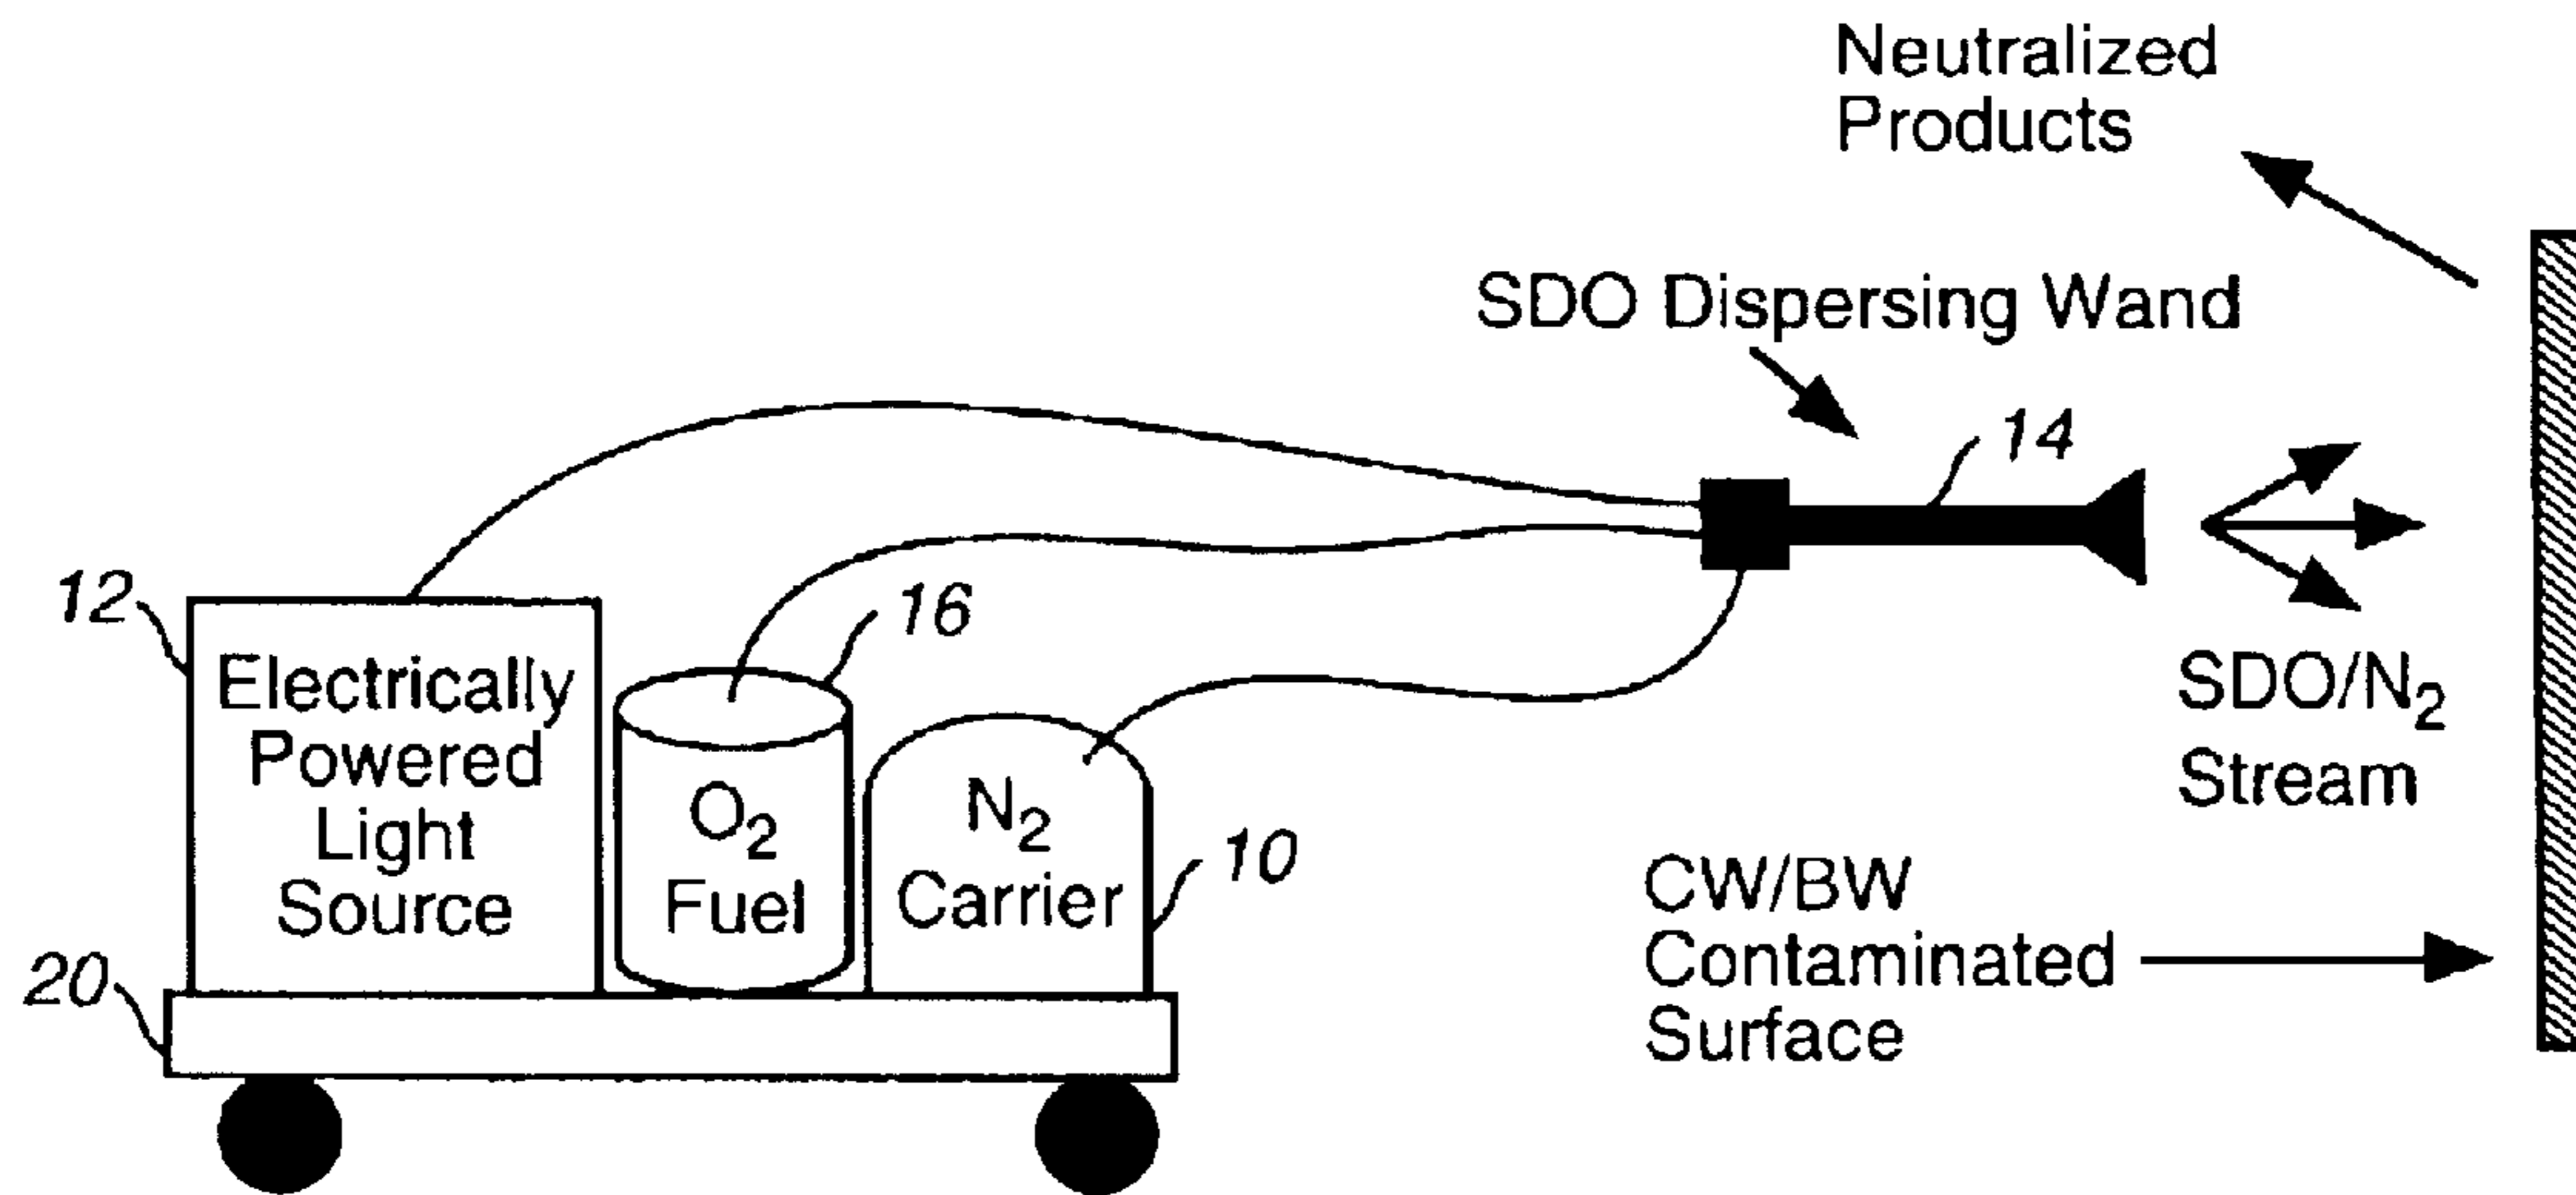 Neutralized
Products
SDO Dispersing Wand
14
12
16
Electrically
Powered
Light
Source
O2
Fuel
N2
Carrier
10
20
SDO/N2
Stream
CW/BW
Contaminated
Surface